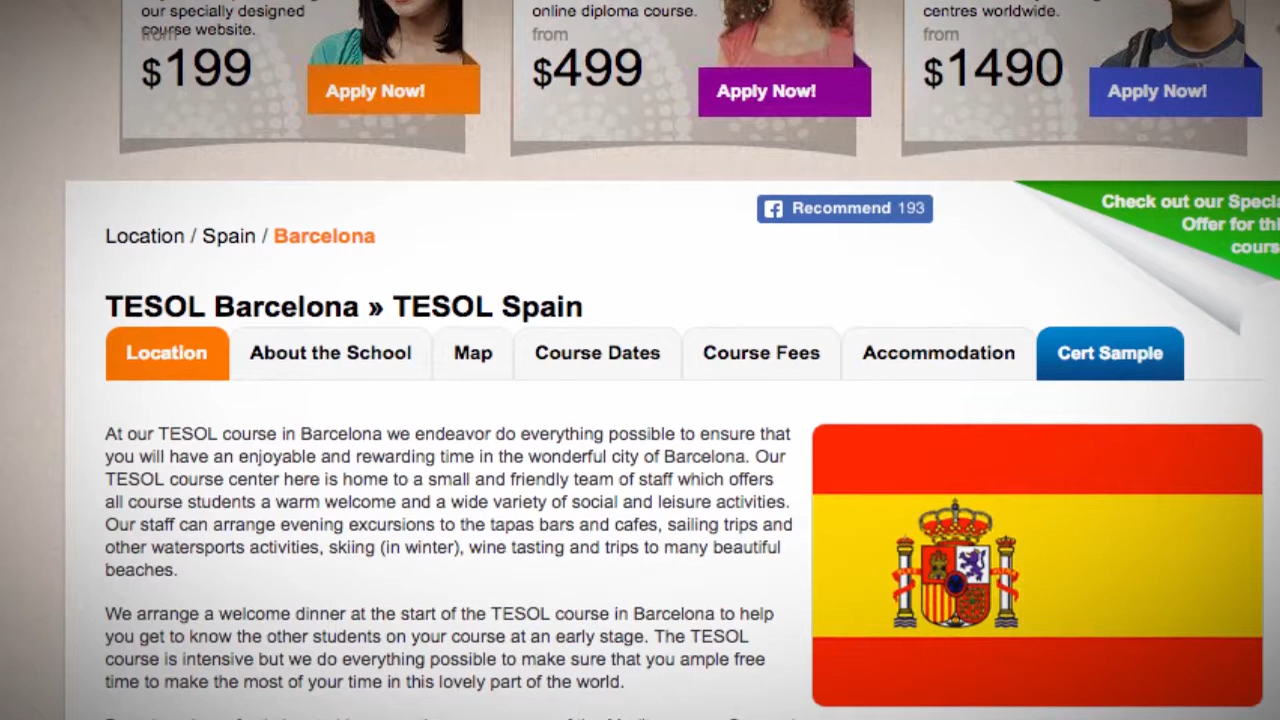 our specially designed
course website.
from
$199
Apply Now!
online diploma course.
from
$499
Apply Now!
centres worldwide.
from
$1490
Apply Now!
Recommend 193
Check out our Specia
Offer for thi
cours
Location / Spain / Barcelona
TESOL Barcelona » TESOL Spain
Location About the School Map Course Dates Course Fees Accommodation Cert Sample
At our TESOL course in Barcelona we endeavor do everything possible to ensure that
you will have an enjoyable and rewarding time in the wonderful city of Barcelona. Our
TESOL course center here is home to a small and friendly team of staff which offers
all course students a warm welcome and a wide variety of social and leisure activities.
Our staff can arrange evening excursions to the tapas bars and cafes, sailing trips and
other watersports activities, skiing (in winter), wine tasting and trips to many beautiful
beaches.
We arrange a welcome dinner at the start of the TESOL course in Barcelona to help
you get to know the other students on your course at an early stage. The TESOL
course is intensive but we do everything possible to make sure that you ample free
time to make the most of your time in this lovely part of the world.